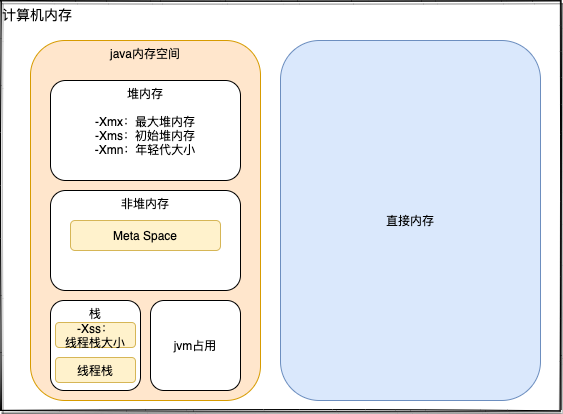 计算机内存
java内存空间
堆内存
-Xmx：最大堆内存
-Xms：初始堆内存
-Xmn：年轻代大小
非堆内存
Meta Space
栈
-Xss：
线程栈大小
线程栈
jvm占用
直接内存